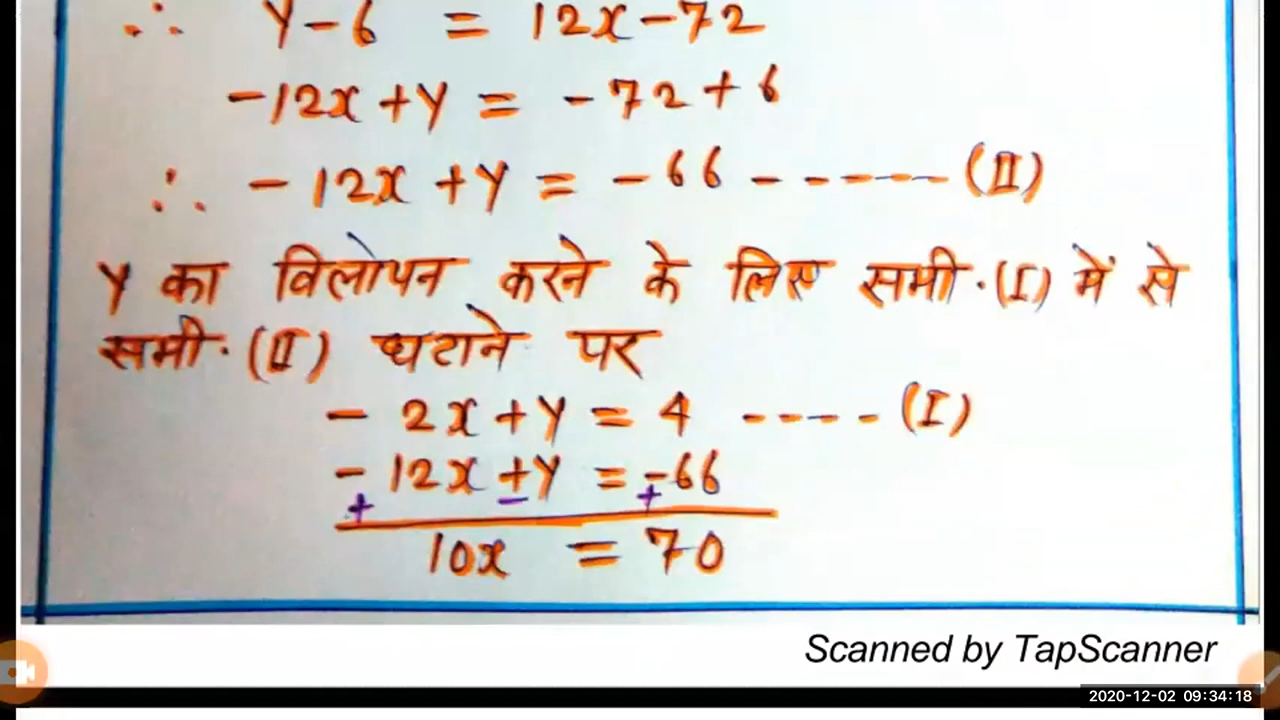 ∴ Y-6 = 12x-72
-12x+Y = -72+6
∴ -12x+Y = -66 ------ (II)
Y का विलोपन करने के लिए समी.(I) में से
समी.(II) घटाने पर
- 2x+Y = 4 ---- (I)
- 12x+Y = -66
+ - +
10x = 70
Scanned by TapScanner
2020-12-02 09:34:18